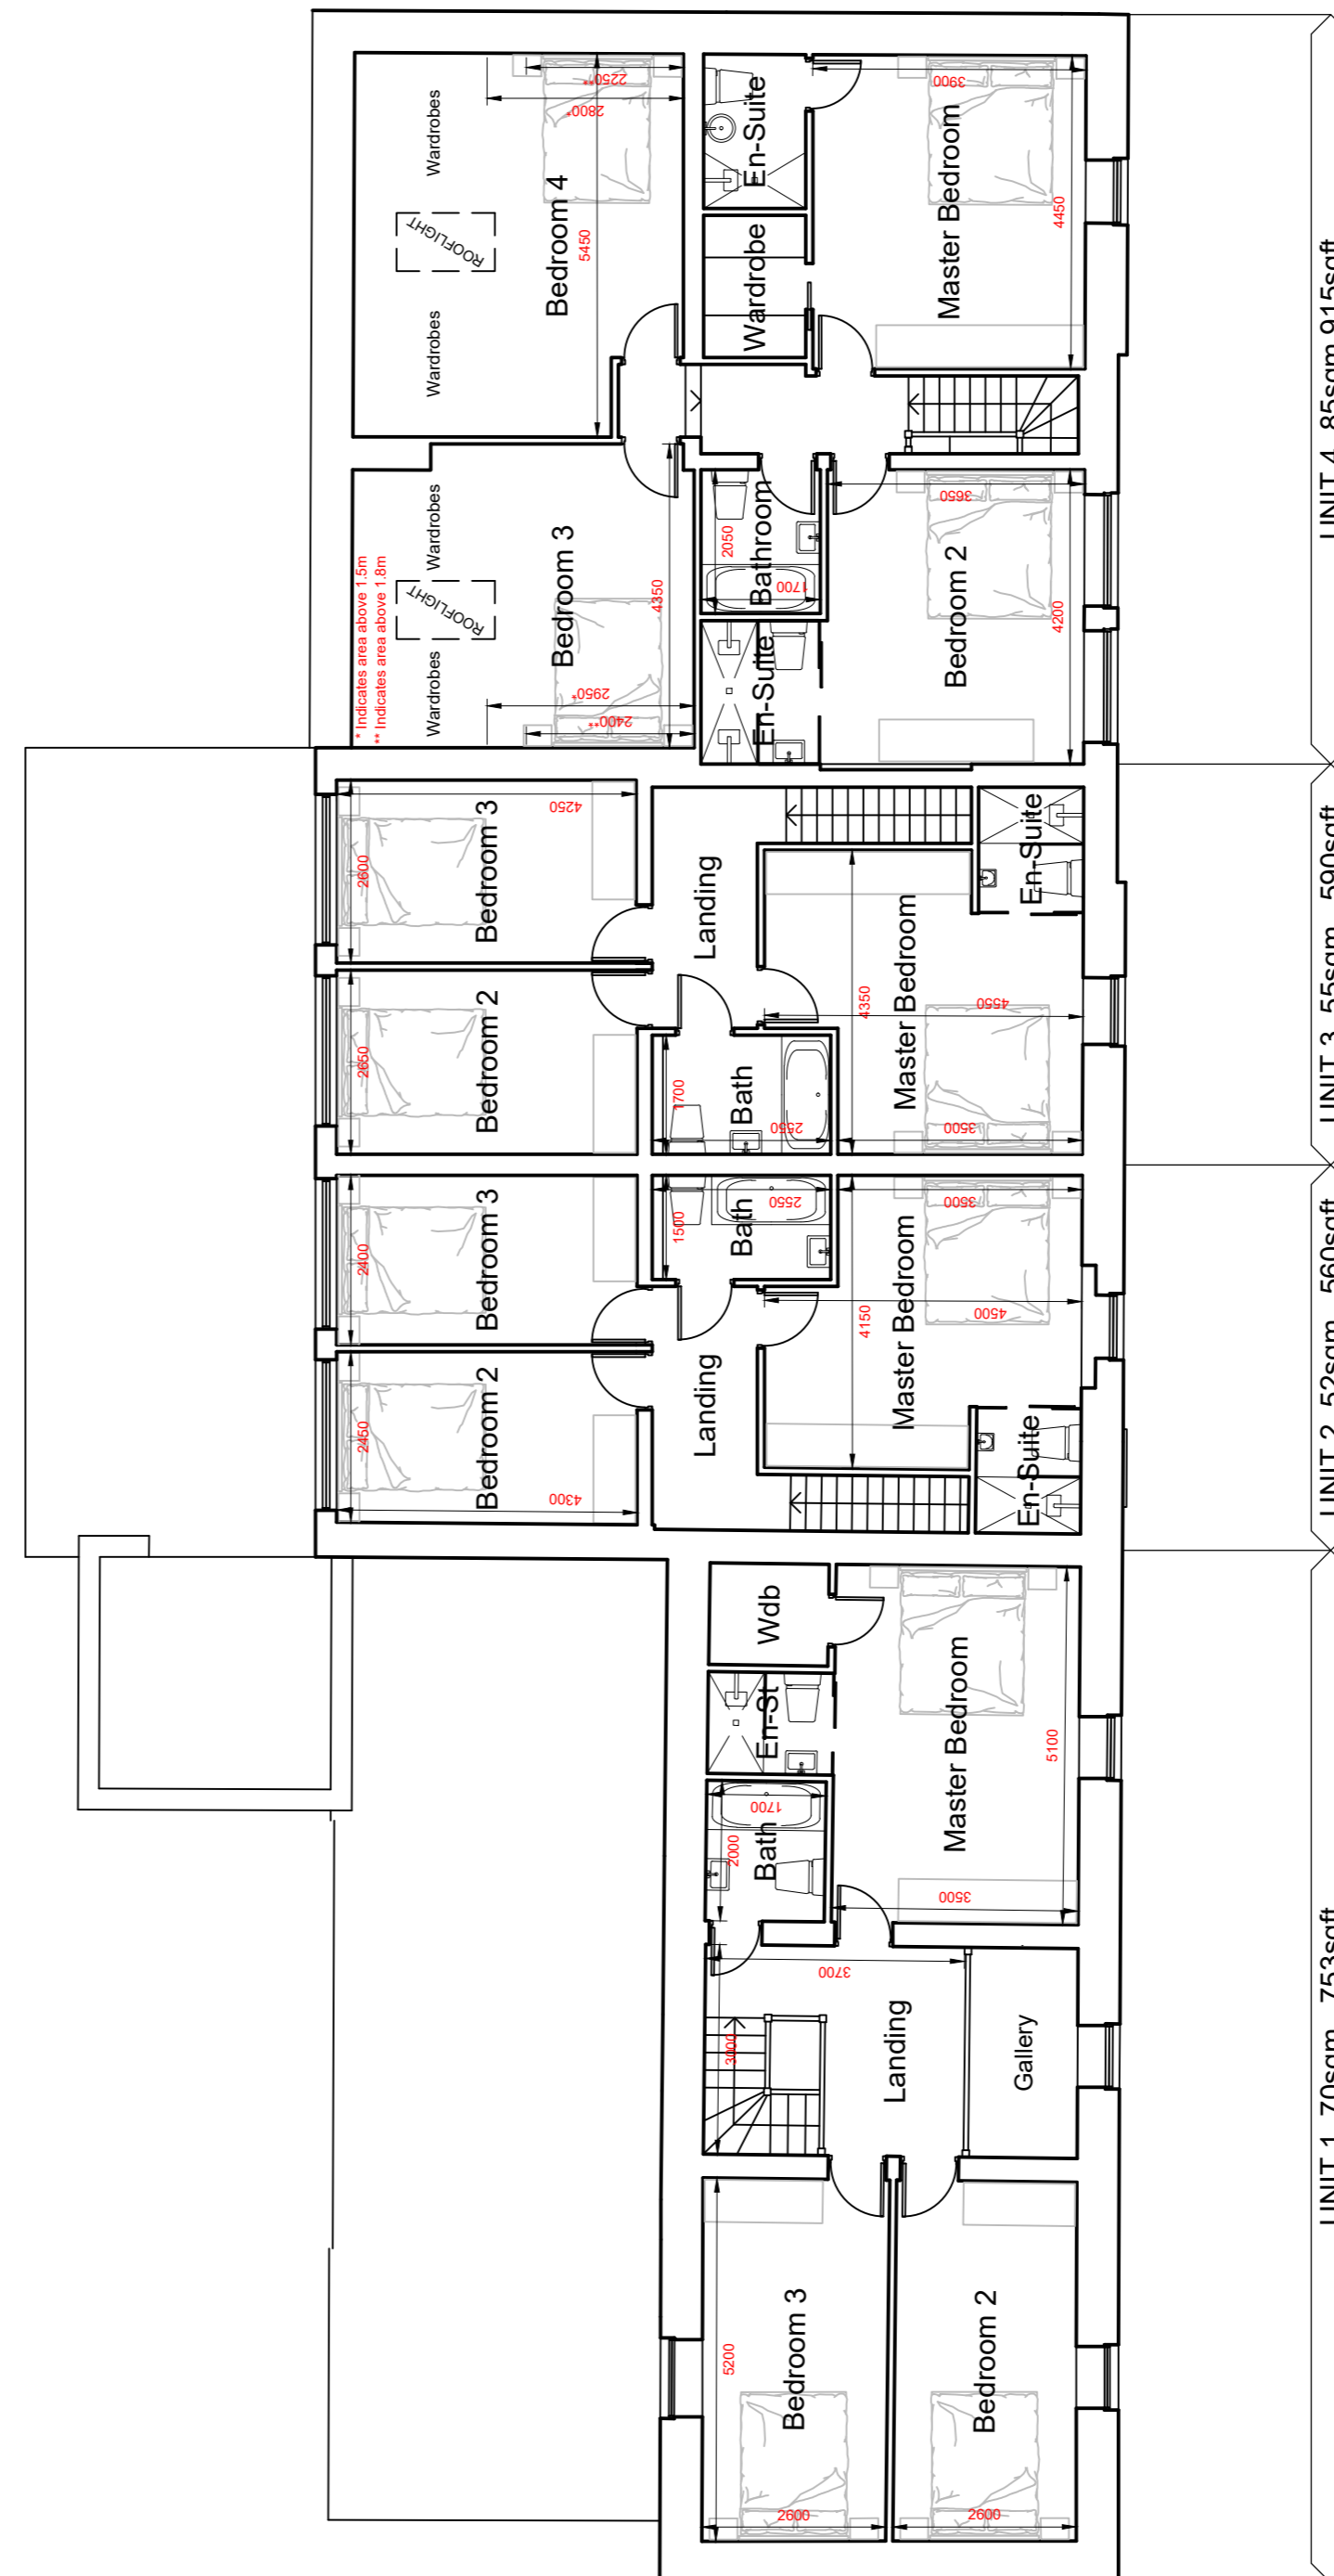 Bedroom 3
5200
2600
Bedroom 2
2600
3000
3700
Landing
Gallery
Bath
2000
1700
En-St
Wdb
Master Bedroom
3500
5100
UNIT 1 70sqm 753sqft
Bedroom 2
2450
4300
Bedroom 3
2400
Landing
Bath
1500
2550
Master Bedroom
4150
3500
4500
En-Suite
UNIT 2 52sqm 560sqft
Bedroom 2
2650
Bedroom 3
2600
4250
Landing
Bath
1700
2550
Master Bedroom
4350
3500
4550
En-Suite
UNIT 3 55sqm 590sqft
* Indicates area above 1.5m
** Indicates area above 1.8m
Wardrobes
ROOFLIGHT
Wardrobes
Bedroom 3
2950*
2400**
4350
Wardrobes
ROOFLIGHT
Wardrobes
Bedroom 4
5450
2800*
2250**
En-Suite
Bathroom
2050
1700
Bedroom 2
3650
4200
Wardrobe
En-Suite
Master Bedroom
3900
4450
UNIT 4 85sqm 915sqft